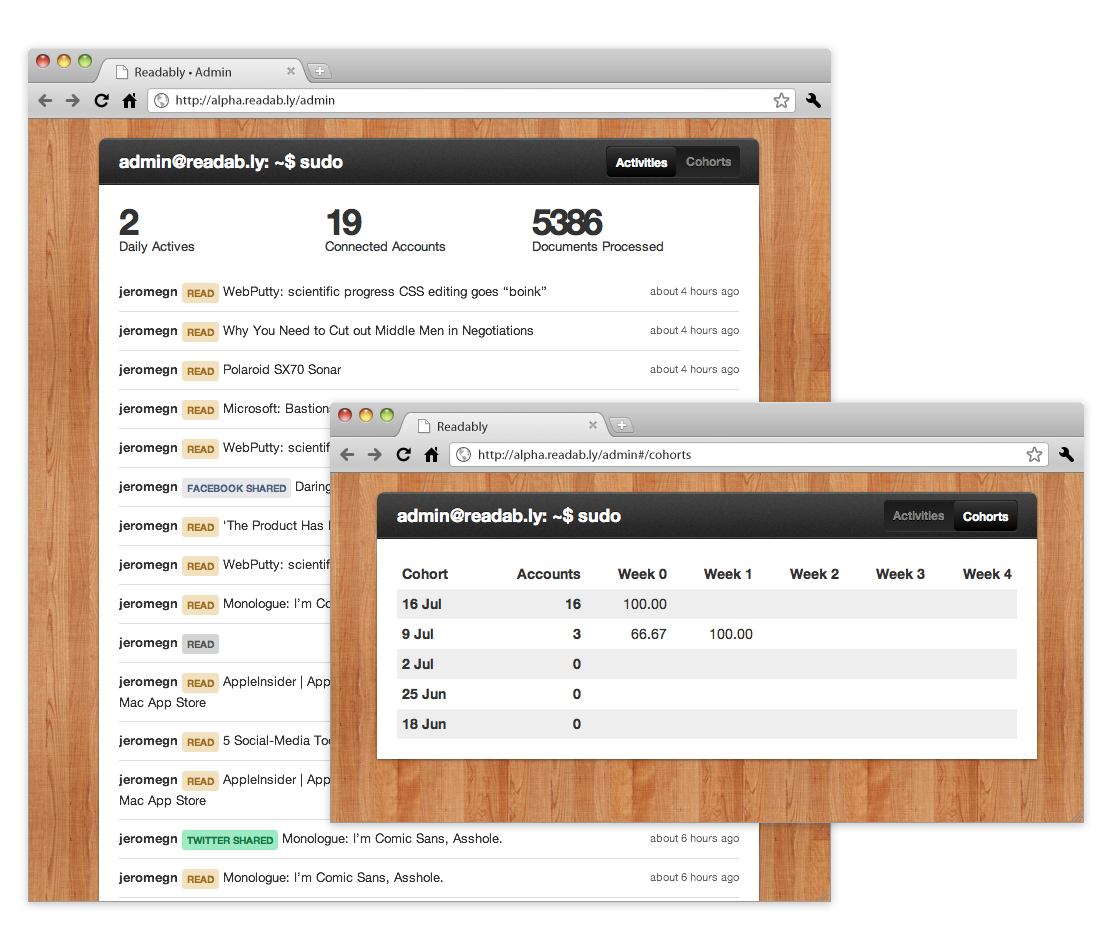 Readably • Admin
http://alpha.readab.ly/admin
admin@readab.ly: ~$ sudo
Activities Cohorts
2 19 5386
Daily Actives Connected Accounts Documents Processed
jeromegn READ WebPutty: scientific progress CSS editing goes “boink” about 4 hours ago
jeromegn READ Why You Need to Cut out Middle Men in Negotiations about 4 hours ago
jeromegn READ Polaroid SX70 Sonar about 4 hours ago
jeromegn READ Microsoft: Bastion
jeromegn READ WebPutty: scientif
jeromegn FACEBOOK SHARED Daring
jeromegn READ 'The Product Has
jeromegn READ WebPutty: scientif
jeromegn READ Monologue: I'm Co
jeromegn READ
jeromegn READ AppleInsider | App
Mac App Store
jeromegn READ 5 Social-Media Too
jeromegn READ AppleInsider | App
Mac App Store
jeromegn TWITTER SHARED Monologue: I'm Comic Sans, Asshole. about 6 hours ago
jeromegn READ Monologue: I'm Comic Sans, Asshole. about 6 hours ago
Readably
http://alpha.readab.ly/admin#/cohorts
admin@readab.ly: ~$ sudo
Activities Cohorts
Cohort Accounts Week 0 Week 1 Week 2 Week 3 Week 4
16 Jul 16 100.00
9 Jul 3 66.67 100.00
2 Jul 0
25 Jun 0
18 Jun 0